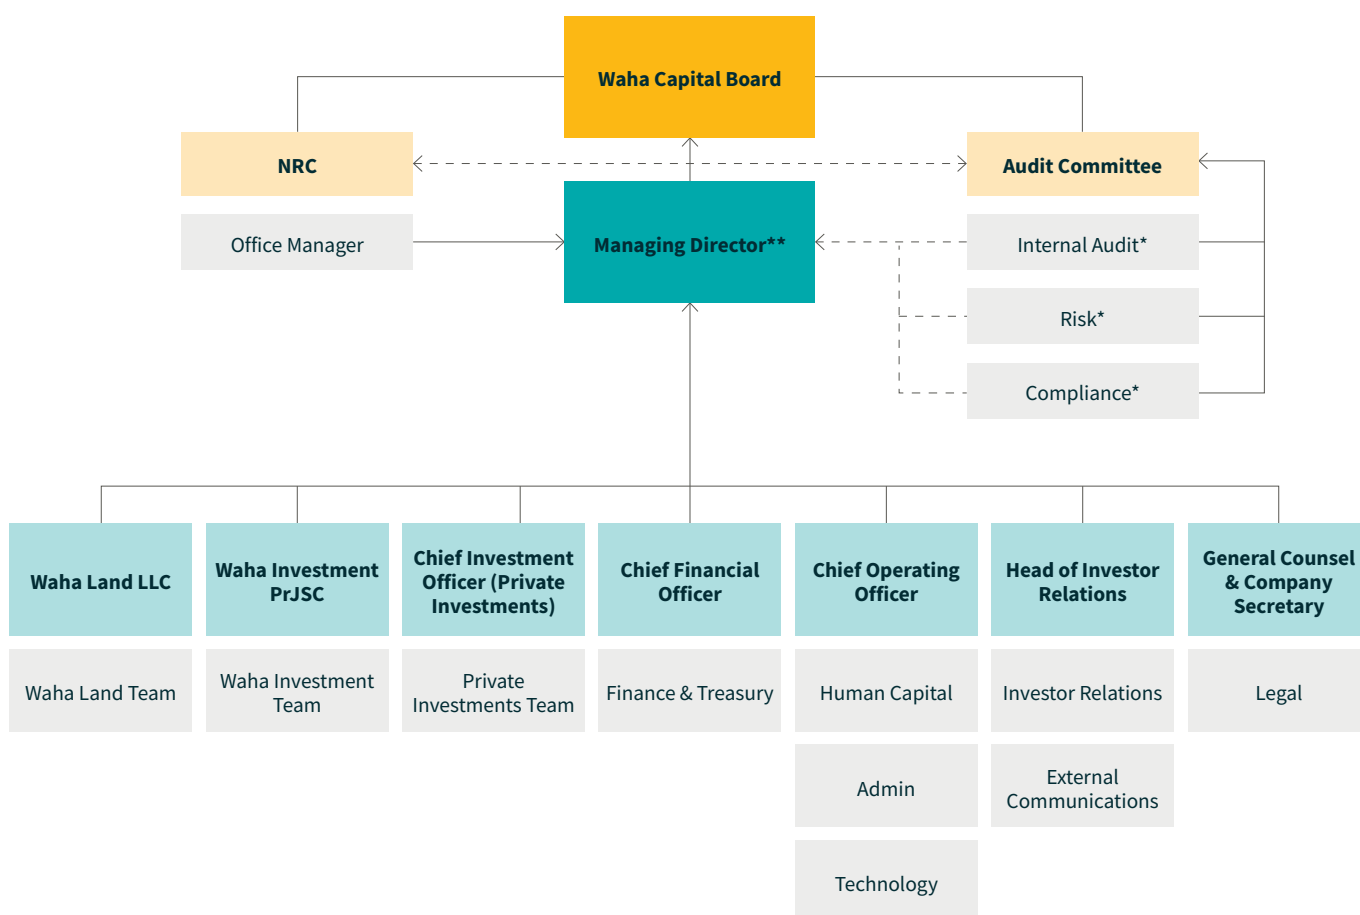 Waha Capital Board
NRC
Audit Committee
Office Manager
Managing Director**
Internal Audit*
Risk*
Compliance*
Waha Land LLC
Waha Investment
PrJSC
Chief Investment
Officer (Private
Investments)
Chief Financial
Officer
Chief Operating
Officer
Head of Investor
Relations
General Counsel
& Company
Secretary
Waha Land Team
Waha Investment
Team
Private
Investments Team
Finance & Treasury
Human Capital
Investor Relations
Legal
Admin
External
Communications
Technology